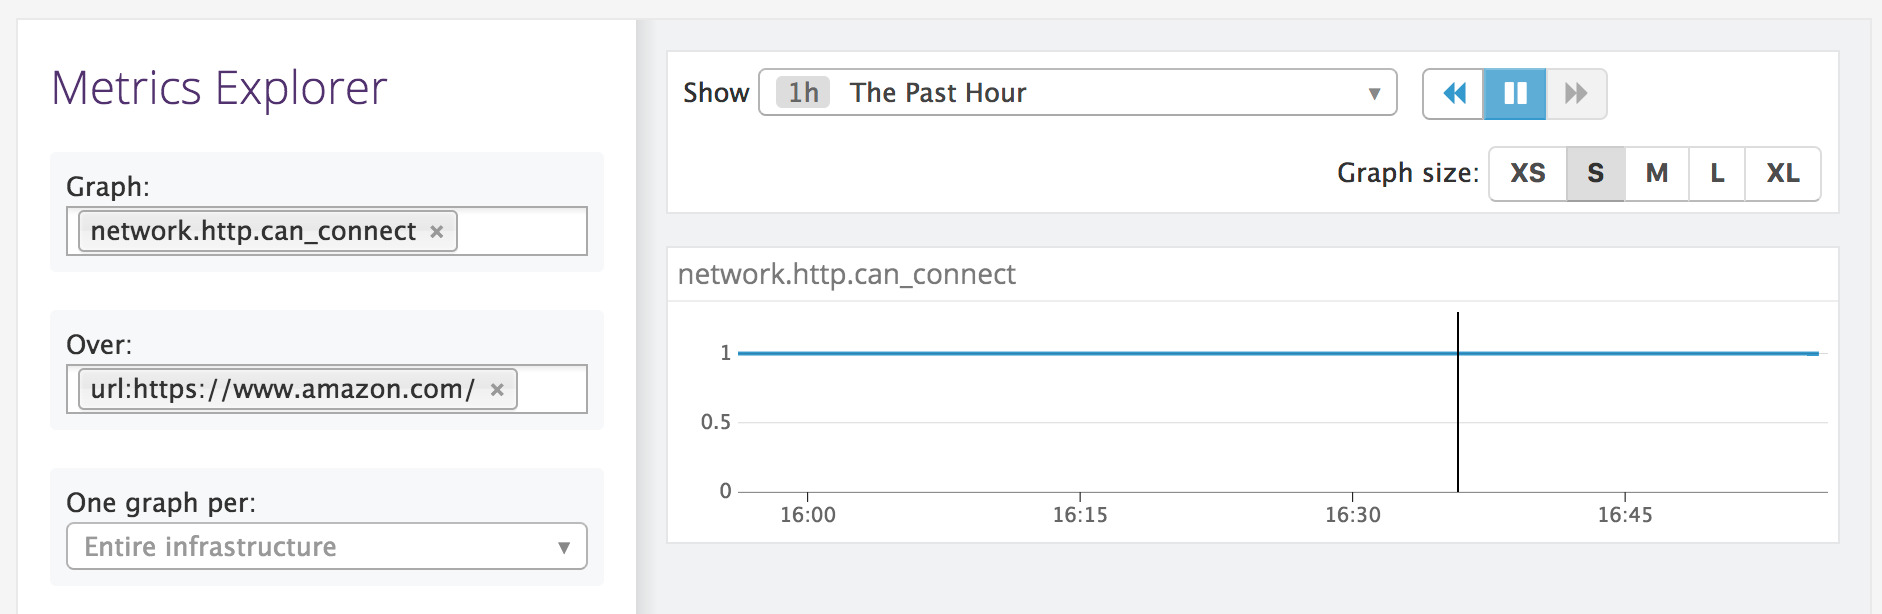 Metrics Explorer
Graph:
network.http.can_connect ×
Over:
url:https://www.amazon.com/ ×
One graph per:
Entire infrastructure
Show 1h The Past Hour
Graph size: XS S M L XL
network.http.can_connect
1
0.5
0
16:00 16:15 16:30 16:45